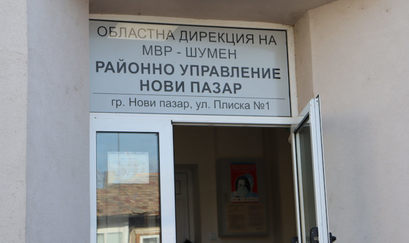 ОБЛАСТНА ДИРЕКЦИЯ НА
МВР - ШУМЕН
РАЙОННО УПРАВЛЕНИЕ
НОВИ ПАЗАР
гр. Нови пазар, ул. Плиска №1